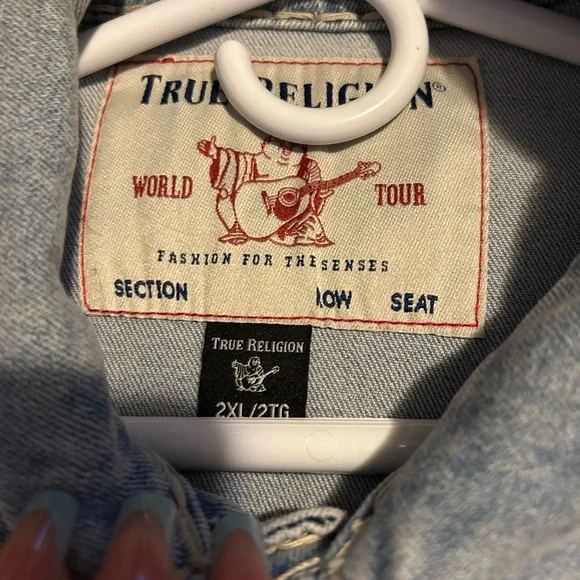 TRUE RELIGION®
WORLD TOUR
FASHION FOR THE SENSES
SECTION ROW SEAT
TRUE RELIGION
2XL/2TG